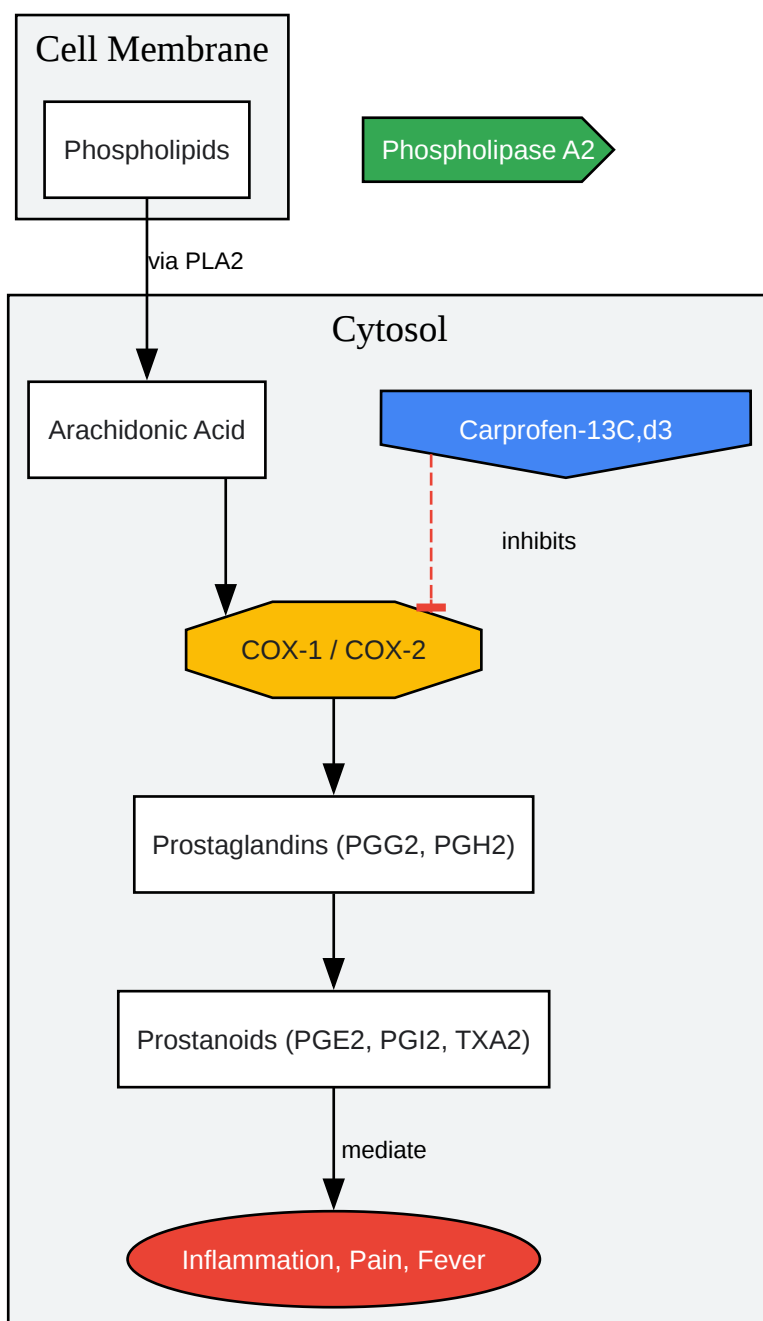 Cell Membrane
Phospholipids
Phospholipase A2
via PLA2
Cytosol
Arachidonic Acid
Carprofen-13C,d3
inhibits
COX-1 / COX-2
Prostaglandins (PGG2, PGH2)
Prostanoids (PGE2, PGI2, TXA2)
mediate
Inflammation, Pain, Fever